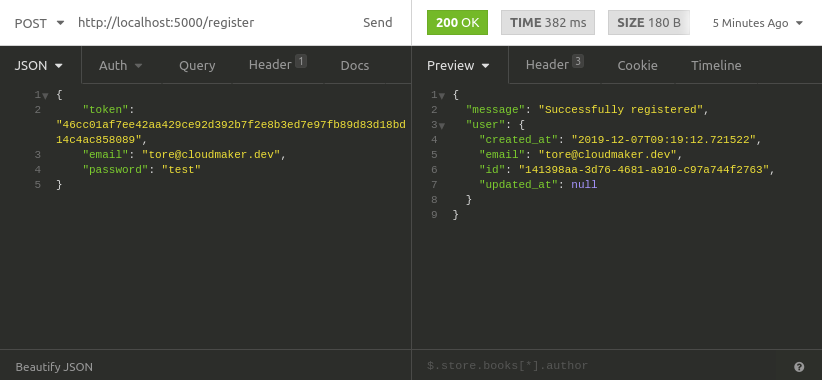 POST http://localhost:5000/register Send
200 OK TIME 382 ms SIZE 180 B 5 Minutes Ago
JSON Auth Query Header 1 Docs
Preview Header 3 Cookie Timeline
1 {
2 "token":
"46cc01af7ee42aa429ce92d392b7f2e8b3ed7e97fb89d83d18bd
14c4ac858089",
3 "email": "tore@cloudmaker.dev",
4 "password": "test"
5 }
1 {
2 "message": "Successfully registered",
3 "user": {
4 "created_at": "2019-12-07T09:19:12.721522",
5 "email": "tore@cloudmaker.dev",
6 "id": "141398aa-3d76-4681-a910-c97a744f2763",
7 "updated_at": null
8 }
9 }
Beautify JSON
$.store.books[*].author
?